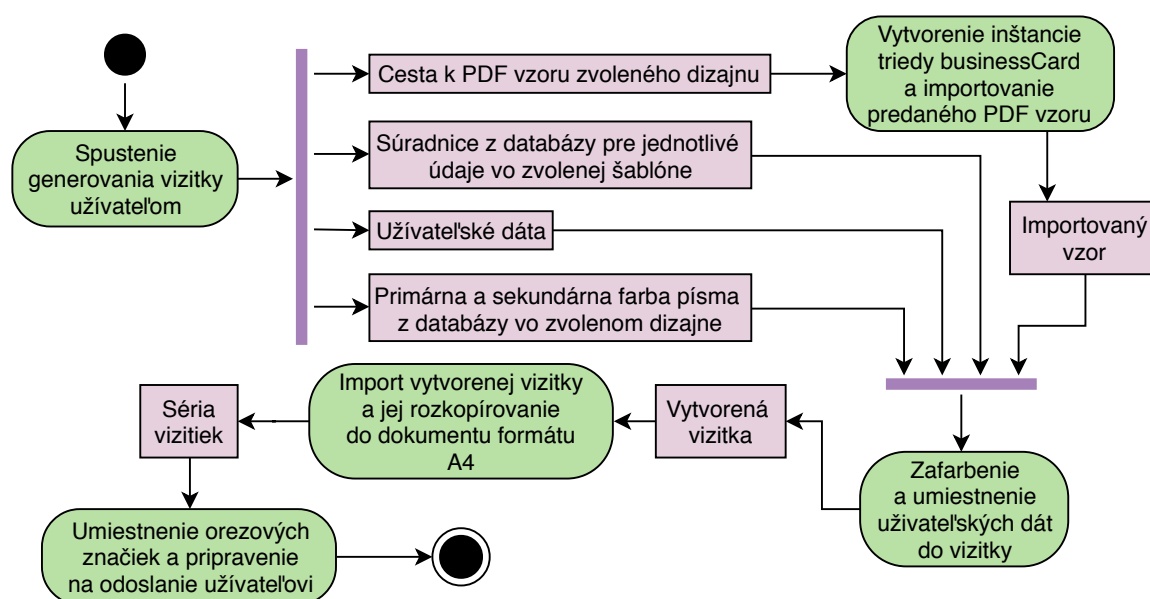 Spustenie
generovania vizitky
užívateľom
Cesta k PDF vzoru zvoleného dizajnu
Vytvorenie inštancie
triedy businessCard
a importovanie
predaného PDF vzoru
Súradnice z databázy pre jednotlivé
údaje vo zvolenej šablóne
Užívateľské dáta
Importovaný
vzor
Primárna a sekundárna farba písma
z databázy vo zvolenom dizajne
Zafarbenie
a umiestnenie
uživateľských dát
do vizitky
Vytvorená
vizitka
Import vytvorenej vizitky
a jej rozkopírovanie
do dokumentu formátu
A4
Séria
vizitiek
Umiestnenie orezových
značiek a pripravenie
na odoslanie užívateľovi